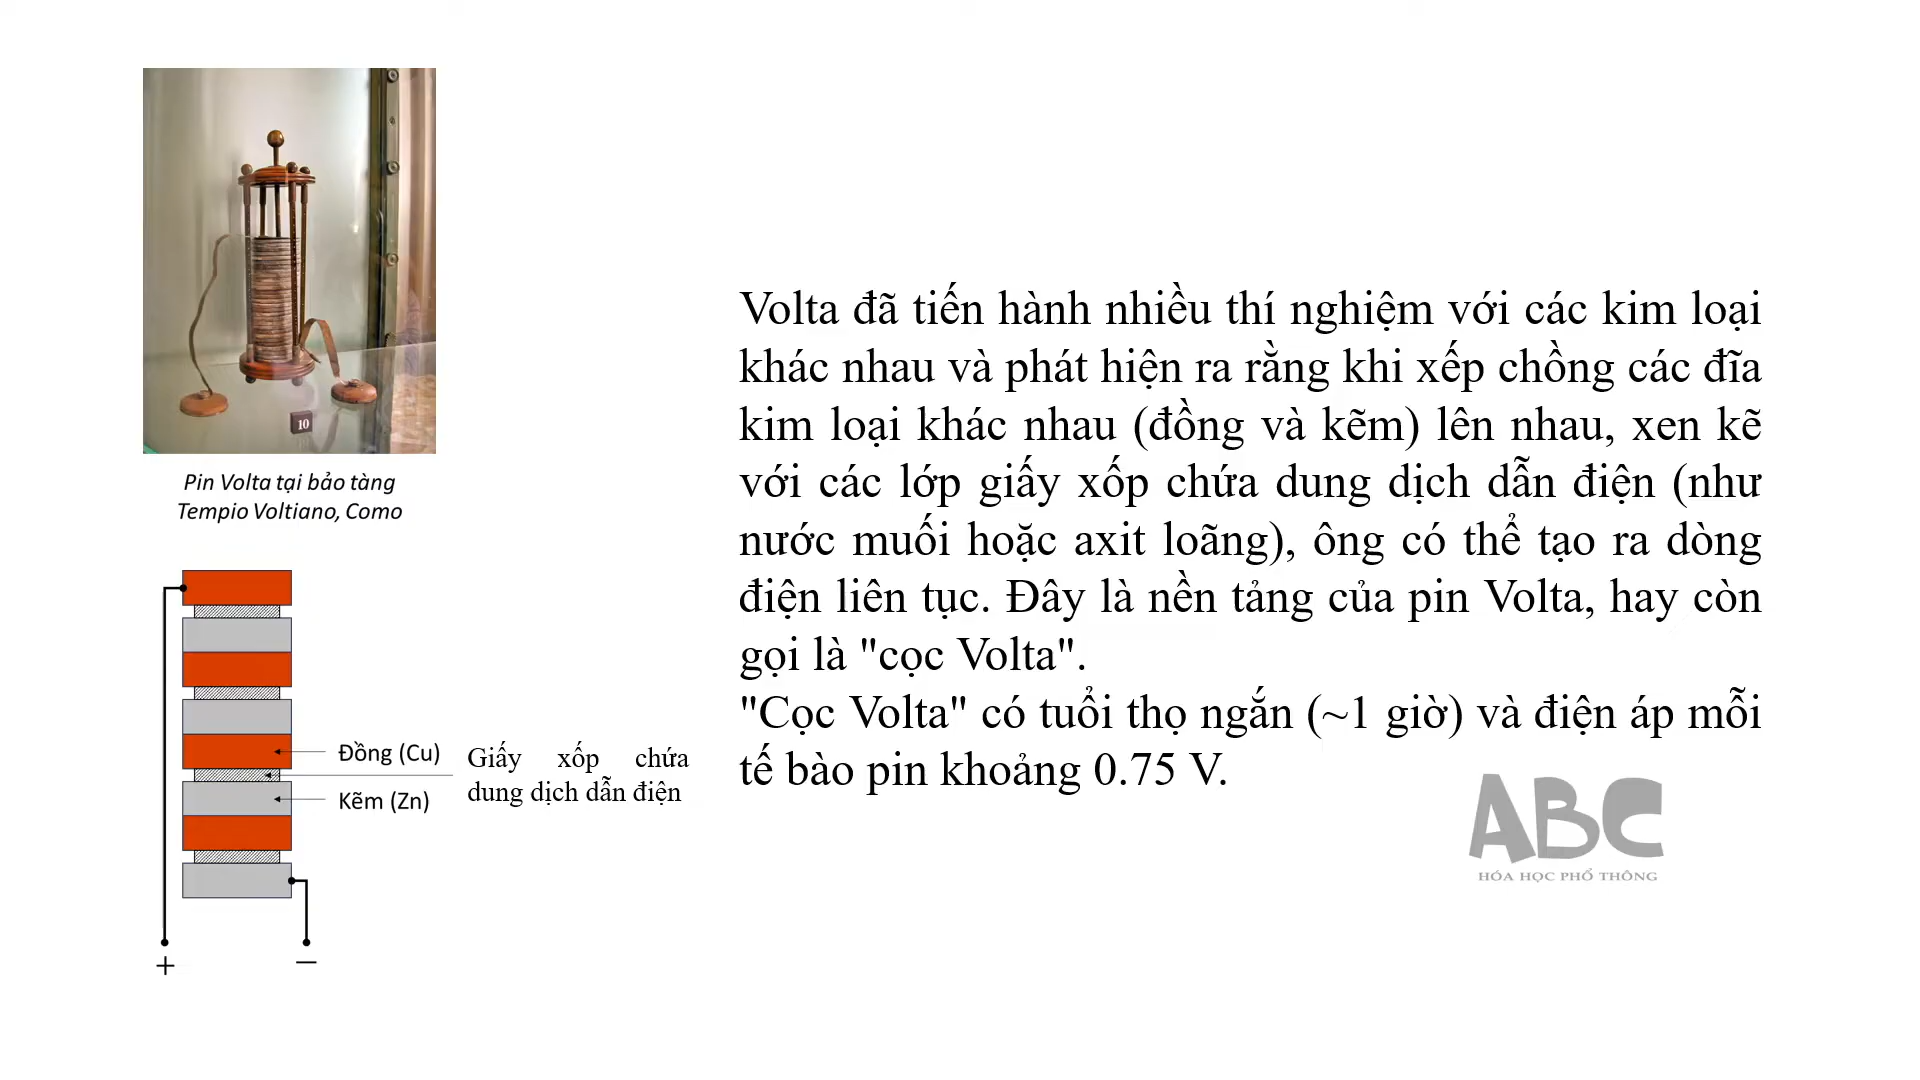 10
Pin Volta tại bảo tàng
Tempio Voltiano, Como
Đồng (Cu)
Kẽm (Zn)
Giấy xốp chứa
dung dịch dẫn điện
+
−
Volta đã tiến hành nhiều thí nghiệm với các kim loại
khác nhau và phát hiện ra rằng khi xếp chồng các đĩa
kim loại khác nhau (đồng và kẽm) lên nhau, xen kẽ
với các lớp giấy xốp chứa dung dịch dẫn điện (như
nước muối hoặc axit loãng), ông có thể tạo ra dòng
điện liên tục. Đây là nền tảng của pin Volta, hay còn
gọi là "cọc Volta".
"Cọc Volta" có tuổi thọ ngắn (~1 giờ) và điện áp mỗi
tế bào pin khoảng 0.75 V.
ABC
HÓA HỌC PHỔ THÔNG